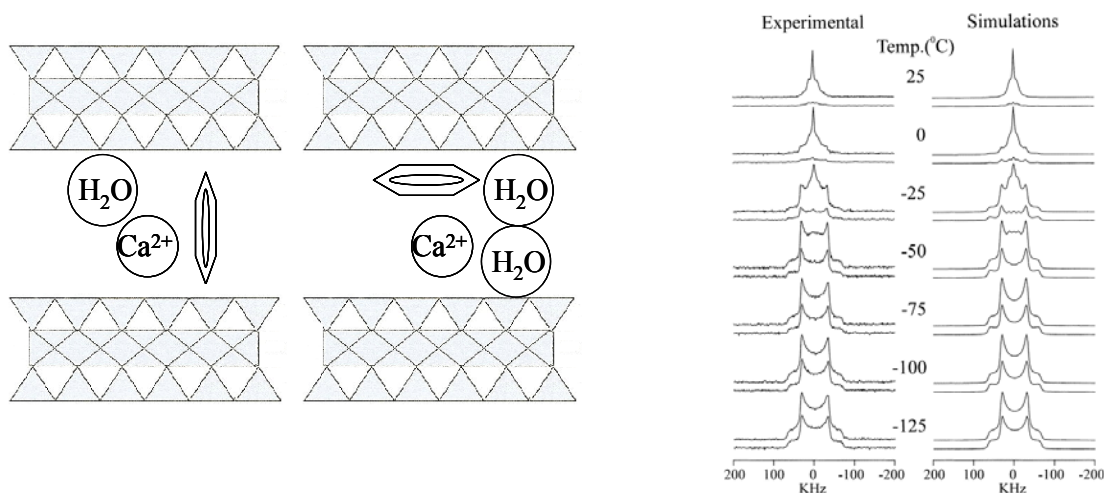 H₂O
Ca²⁺
H₂O
Ca²⁺
H₂O
Experimental
Simulations
Temp.(°C)
25
0
-25
-50
-75
-100
-125
200 100 0 -100 -200
KHz
200 100 0 -100 -200
KHz